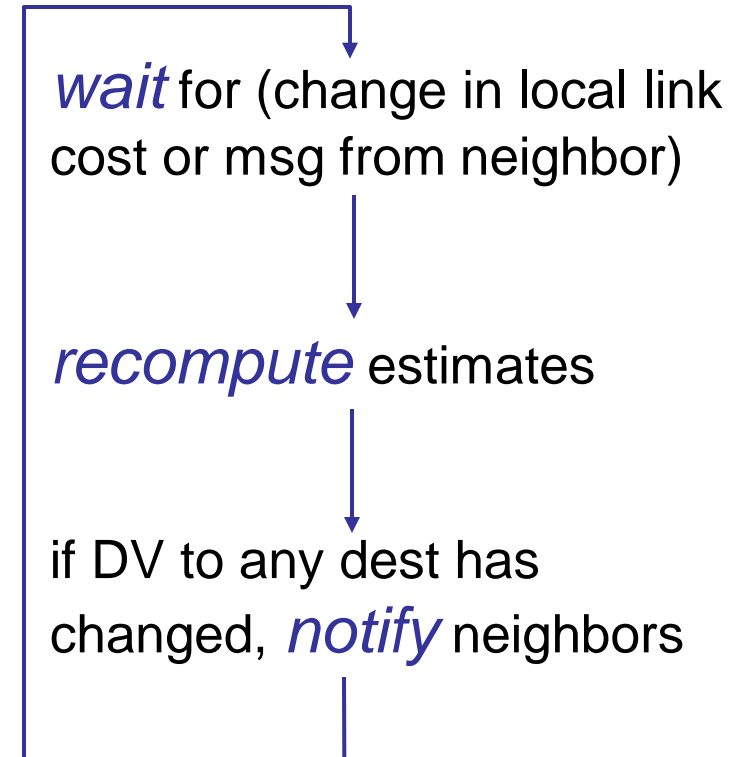 wait for (change in local link
cost or msg from neighbor)
recompute estimates
if DV to any dest has
changed, notify neighbors